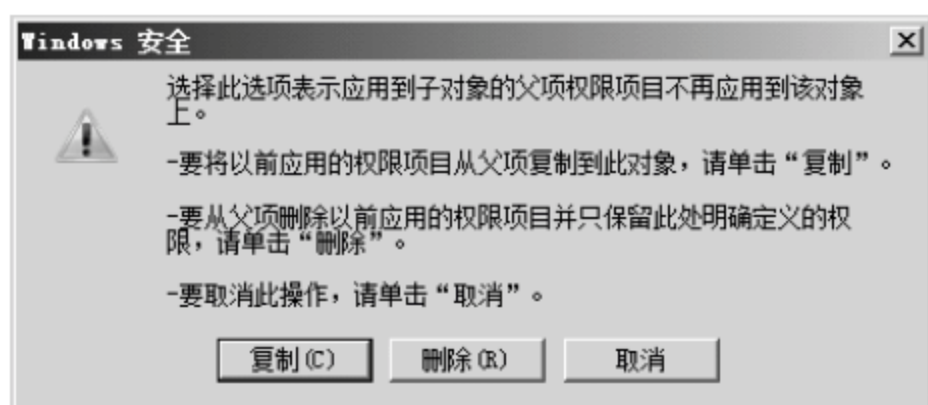 Windows 安全
选择此选项表示应用到子对象的父项权限项目不再应用到该对象
上。
-要将以前应用的权限项目从父项复制到此对象，请单击“复制”。
-要从父项删除以前应用的权限项目并只保留此处明确定义的权
限，请单击“删除”。
-要取消此操作，请单击“取消”。
复制(C) 删除(R) 取消